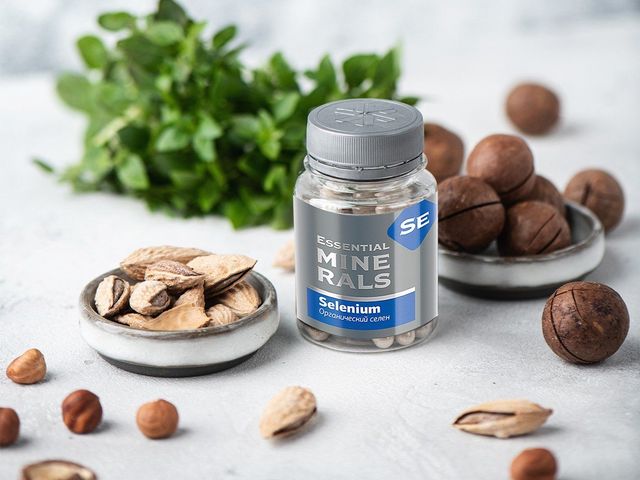 SE
ESSENTIAL
MINE
RALS
Selenium
Органический селен